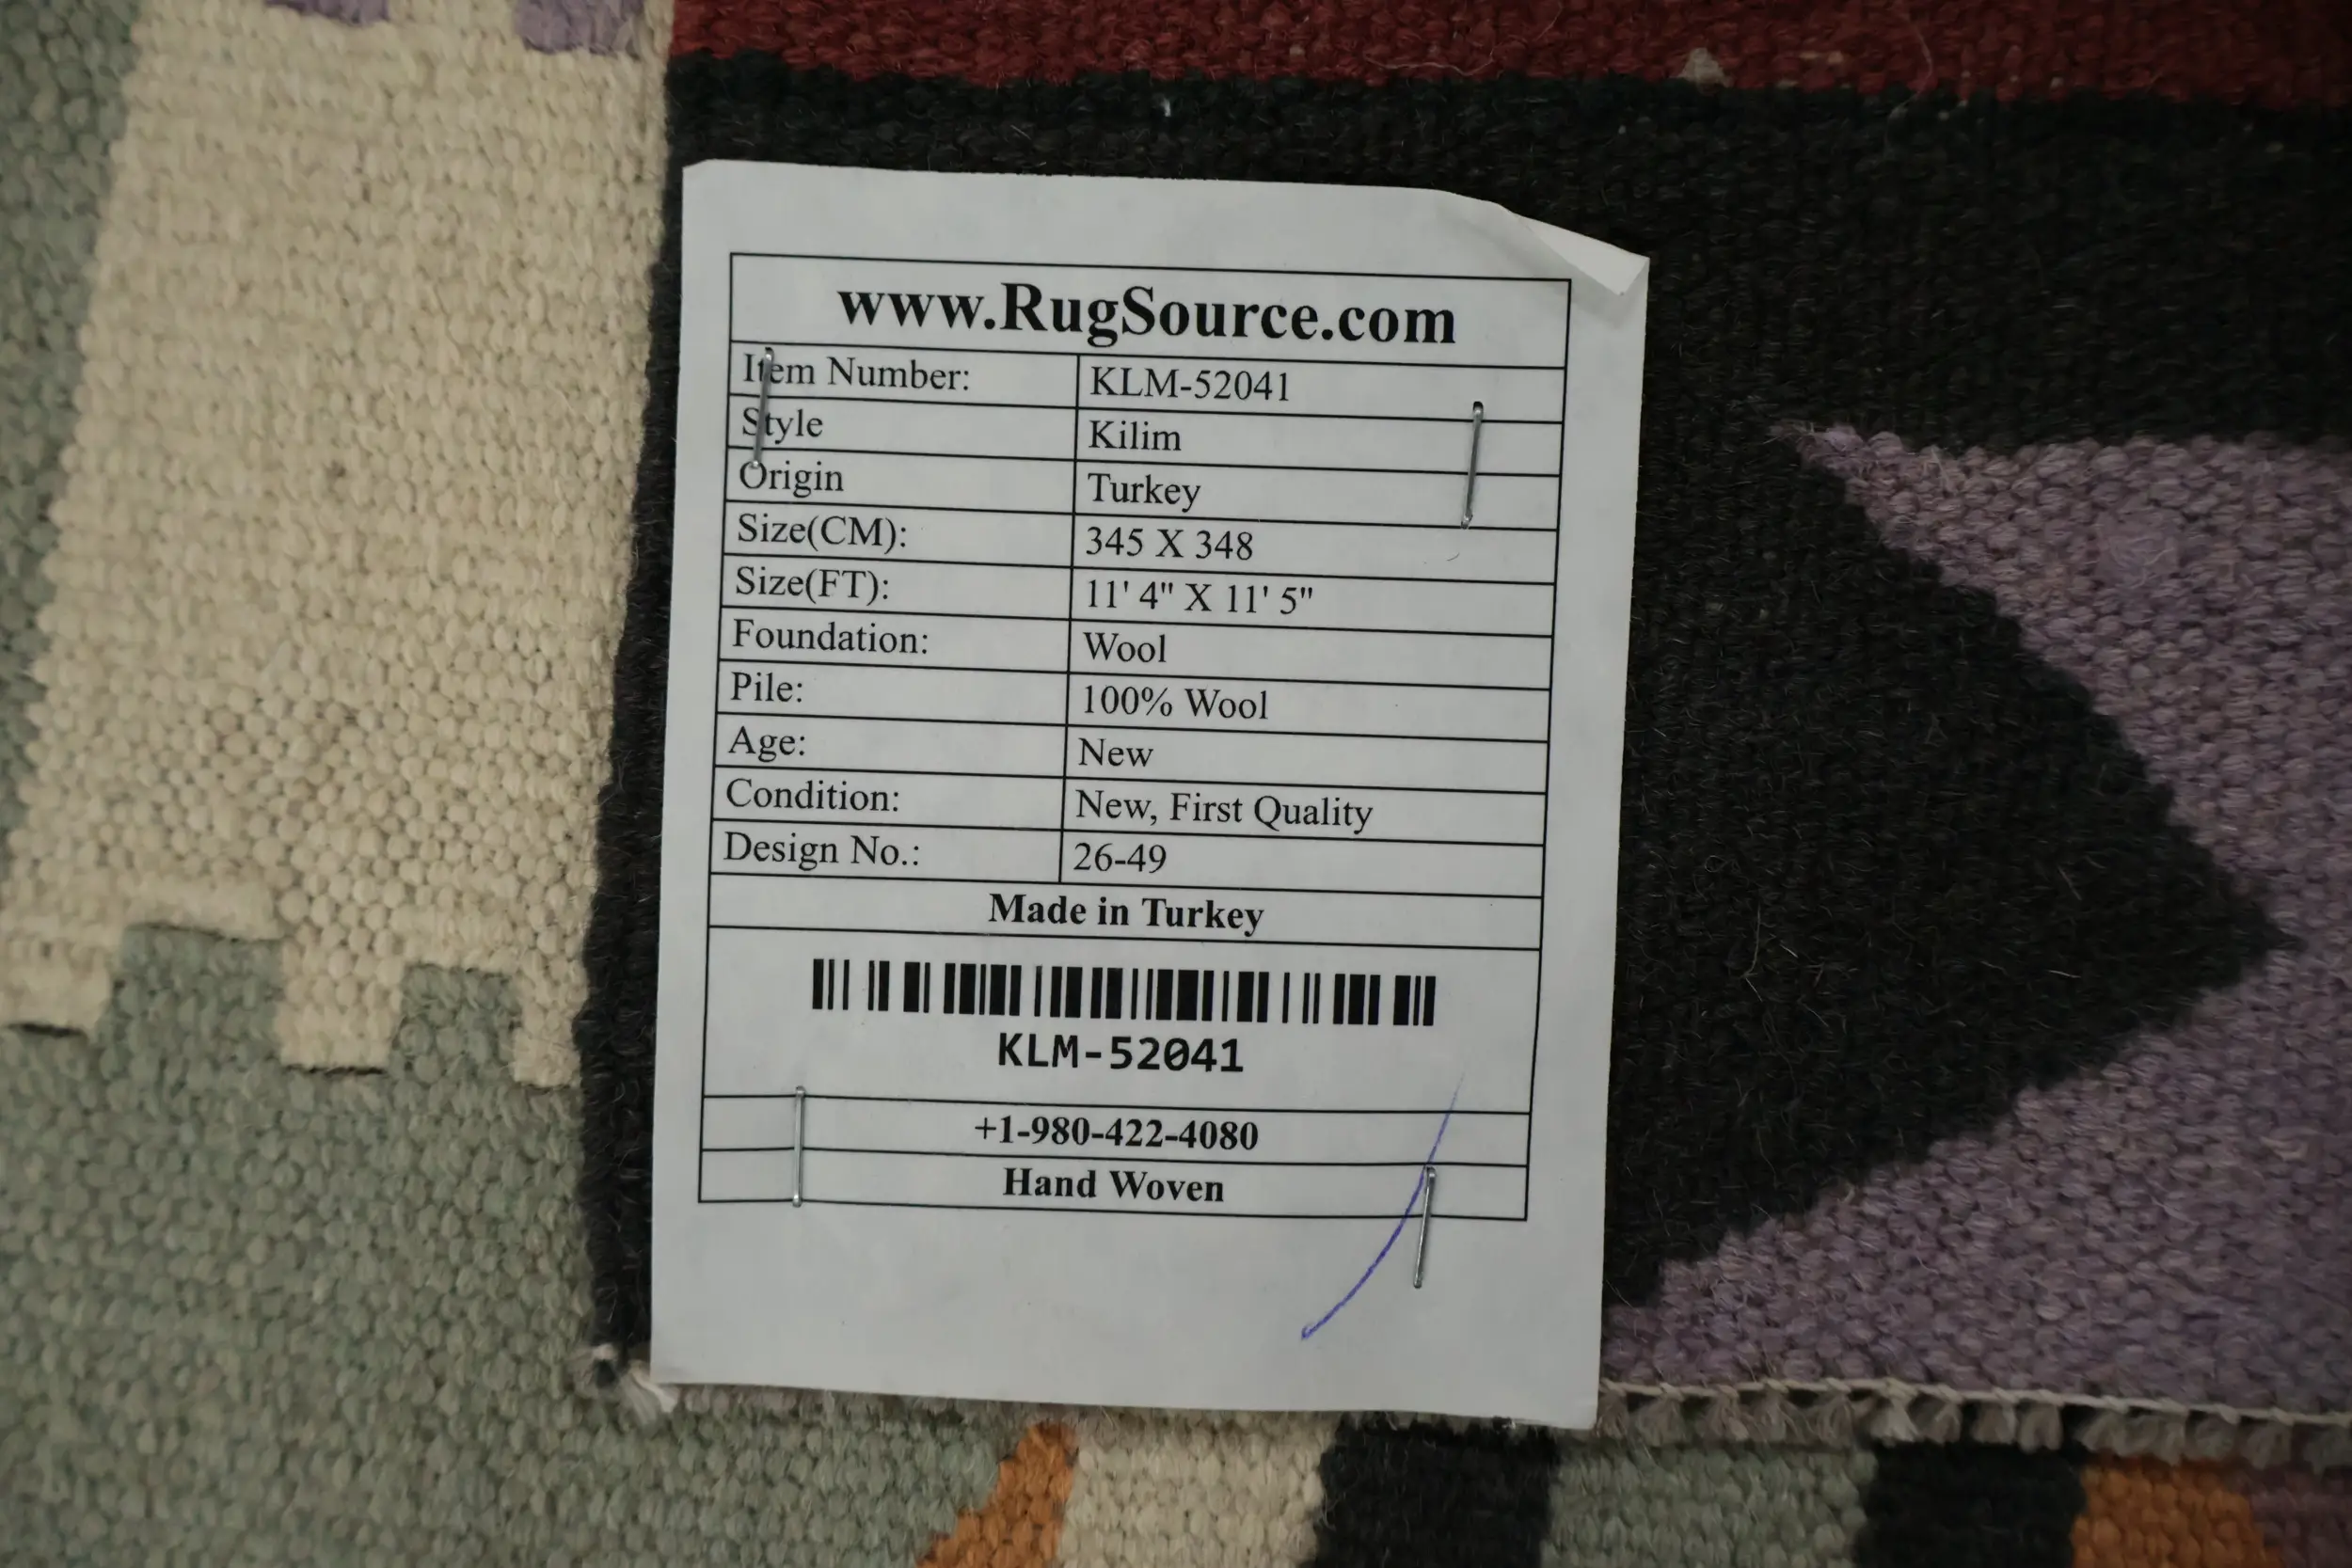 www.RugSource.com
Item Number: KLM-52041
Style Kilim
Origin Turkey
Size(CM): 345 X 348
Size(FT): 11' 4" X 11' 5"
Foundation: Wool
Pile: 100% Wool
Age: New
Condition: New, First Quality
Design No.: 26-49
Made in Turkey
KLM-52041
+1-980-422-4080
Hand Woven